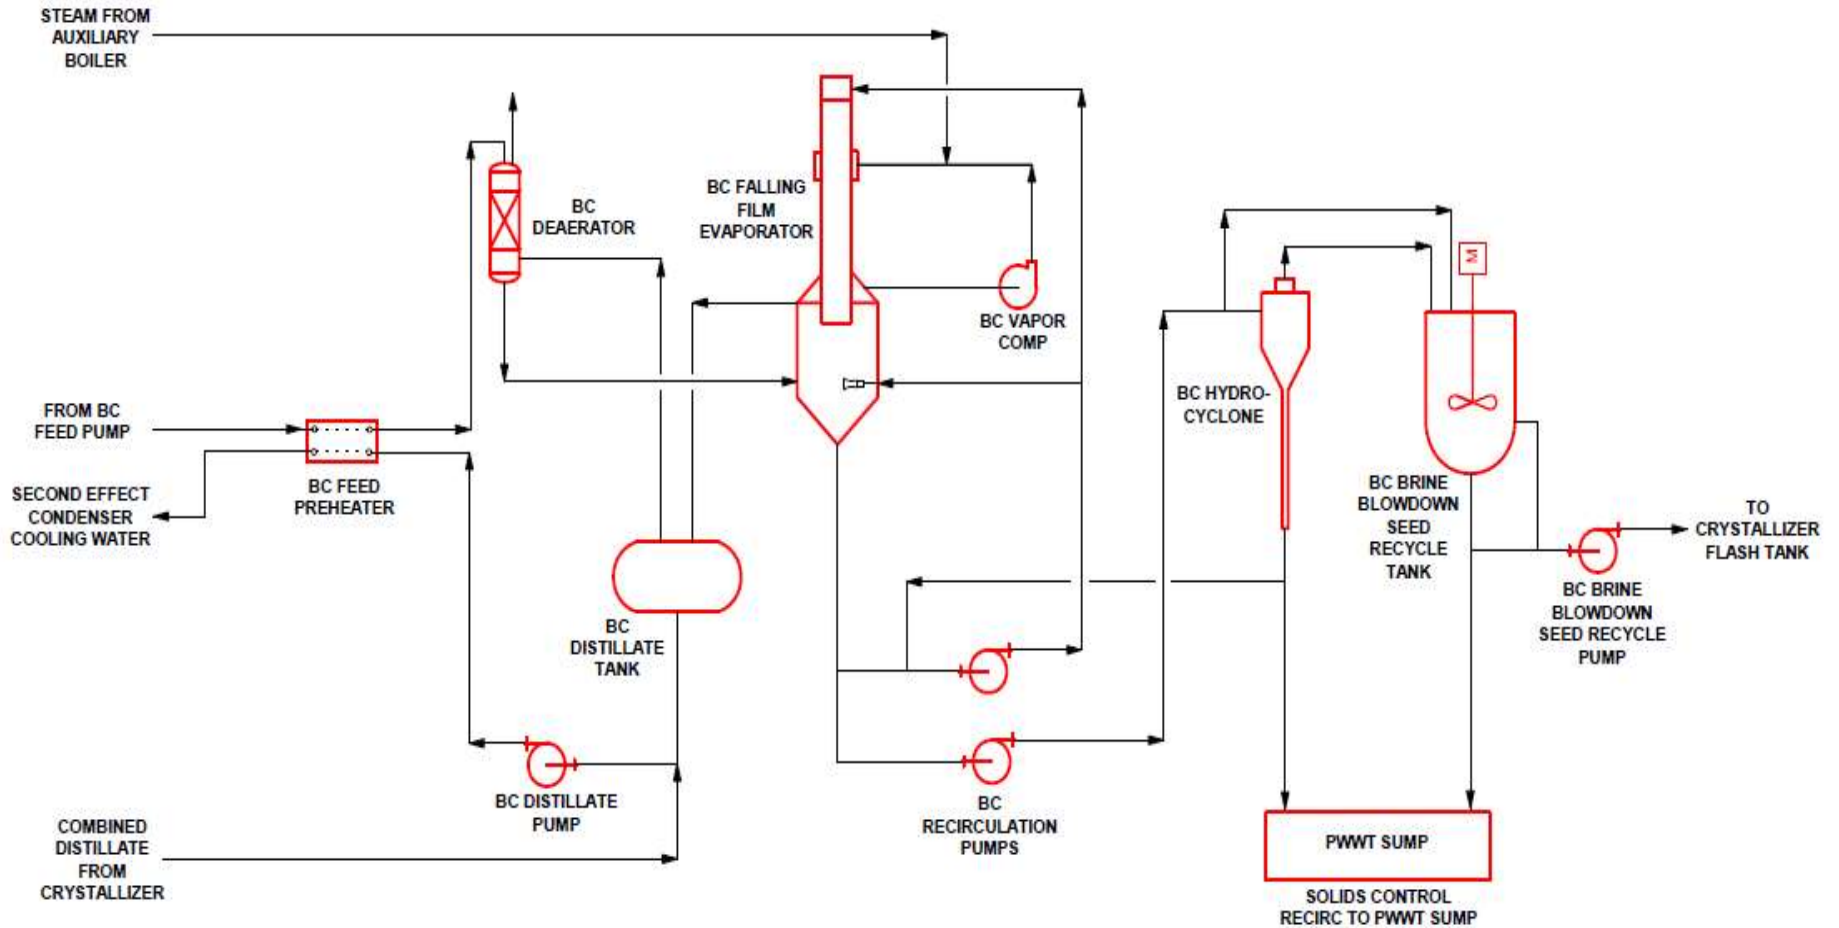 STEAM FROM
AUXILIARY
BOILER
BC
DEAERATOR
BC FALLING
FILM
EVAPORATOR
BC VAPOR
COMP
M
BC HYDRO-
CYCLONE
FROM BC
FEED PUMP
BC FEED
PREHEATER
SECOND EFFECT
CONDENSER
COOLING WATER
BC BRINE
BLOWDOWN
SEED
RECYCLE
TANK
TO
CRYSTALLIZER
FLASH TANK
BC BRINE
BLOWDOWN
SEED RECYCLE
PUMP
BC
DISTILLATE
TANK
BC DISTILLATE
PUMP
BC
RECIRCULATION
PUMPS
COMBINED
DISTILLATE
FROM
CRYSTALLIZER
PWWT SUMP
SOLIDS CONTROL
RECIRC TO PWWT SUMP